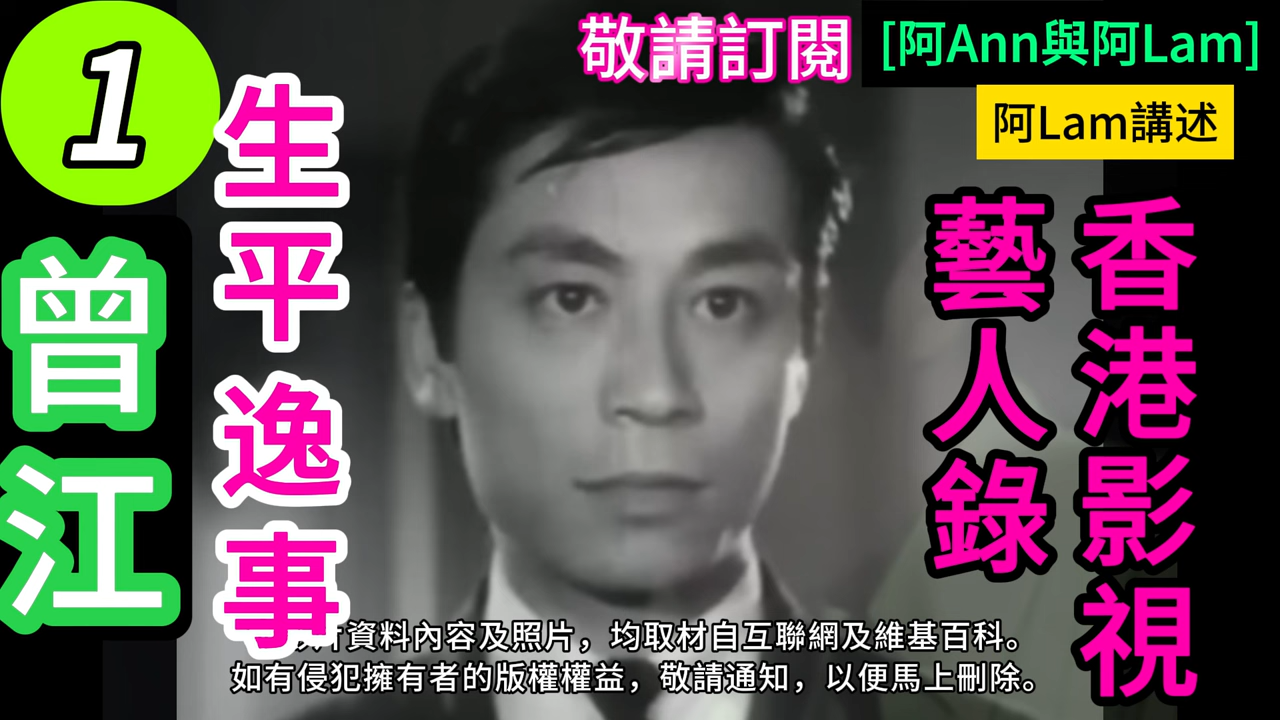 1
曾江
生平逸事
敬請訂閱
[阿Ann與阿Lam]
阿Lam講述
香港影視
藝人錄
資料內容及照片，均取材自互聯網及維基百科。
如有侵犯擁有者的版權權益，敬請通知，以便馬上刪除。